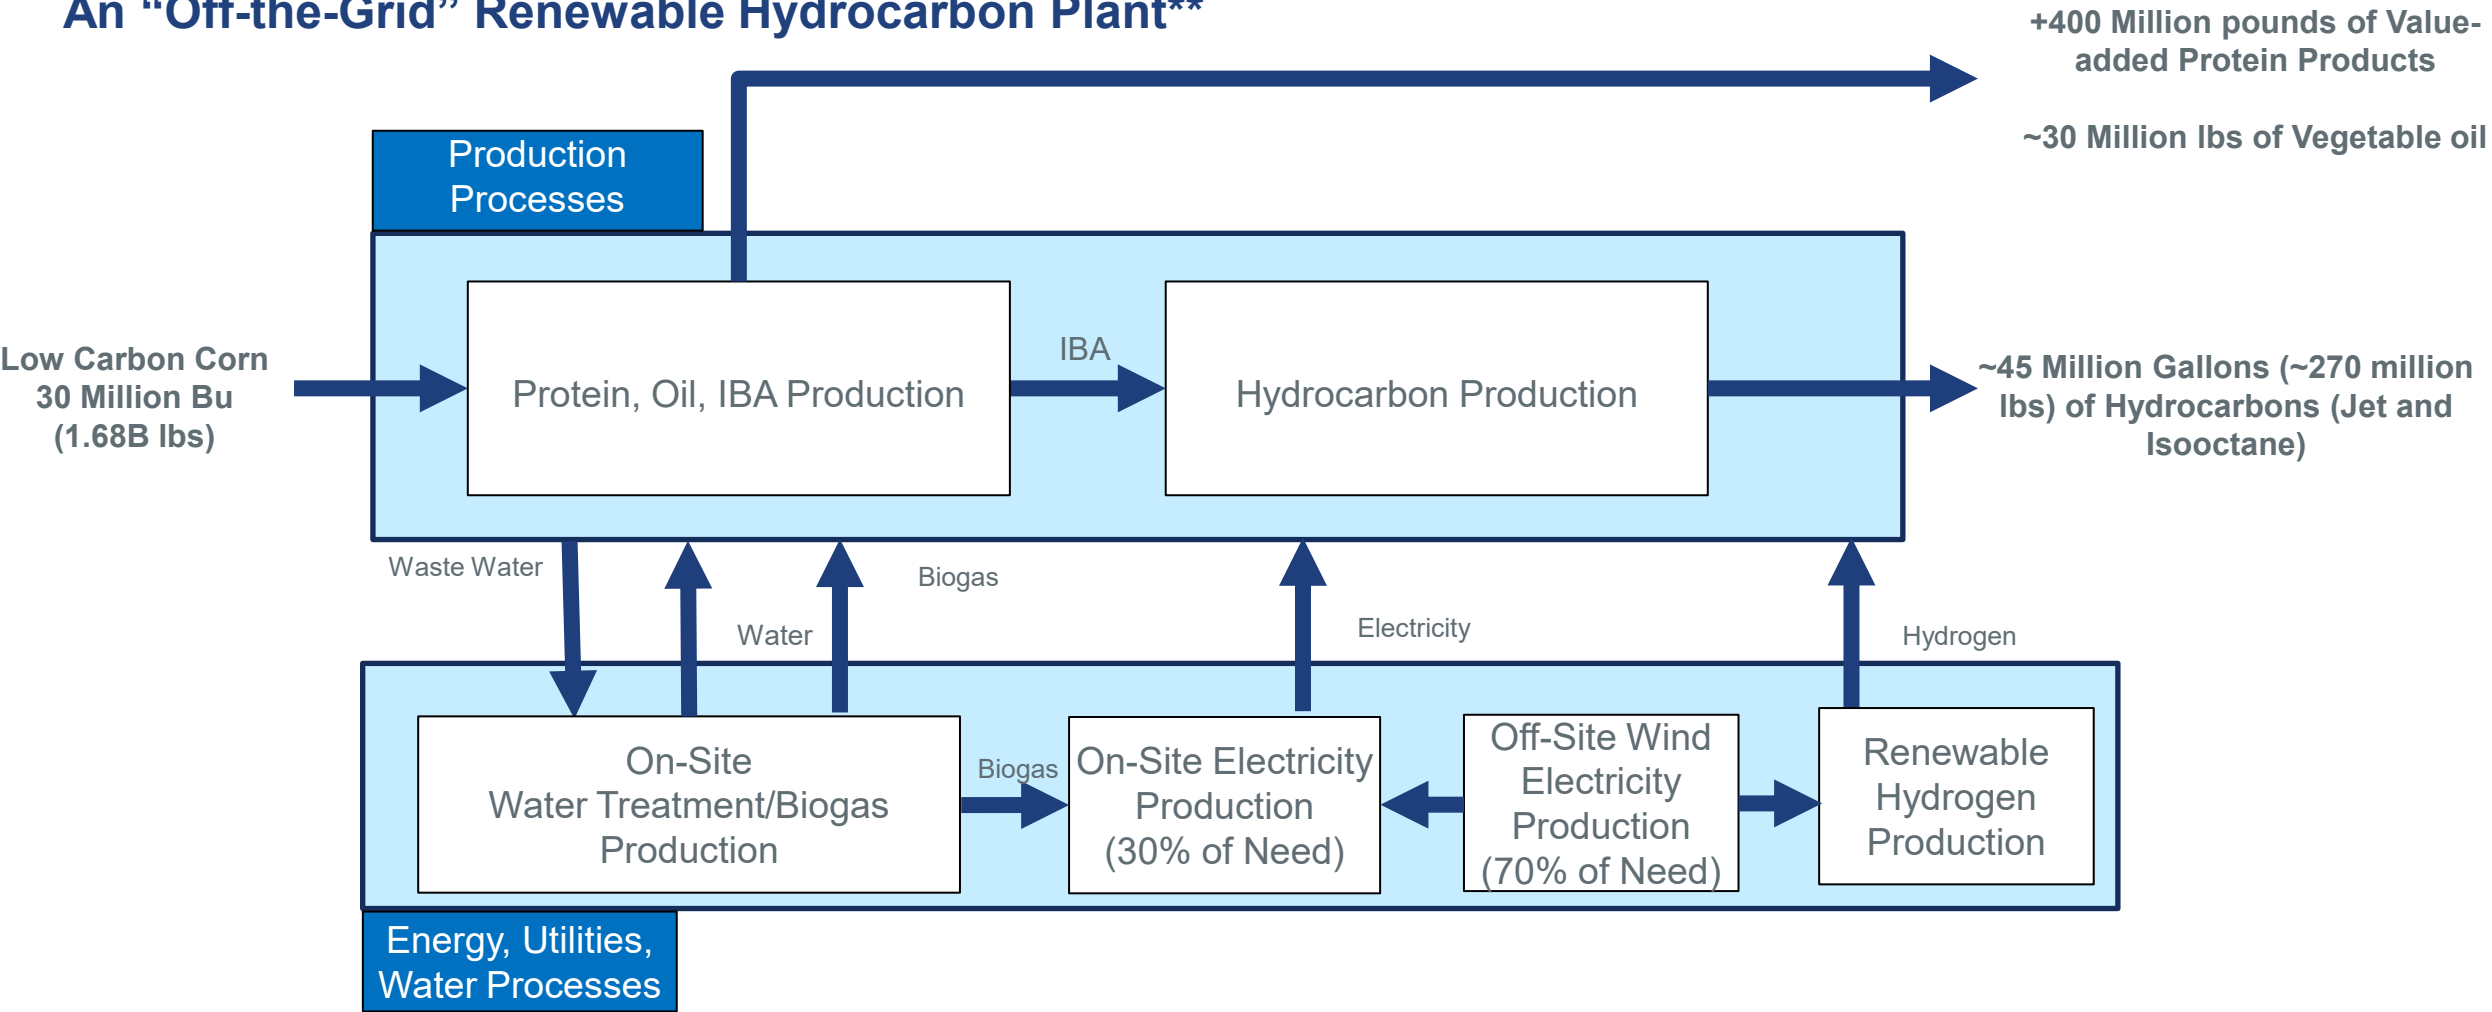 An “Off-the-Grid” Renewable Hydrocarbon Plant**
+400 Million pounds of Value-
added Protein Products
~30 Million lbs of Vegetable oil
Production
Processes
Low Carbon Corn
30 Million Bu
(1.68B lbs)
Protein, Oil, IBA Production
IBA
Hydrocarbon Production
~45 Million Gallons (~270 million
lbs) of Hydrocarbons (Jet and
Isooctane)
Waste Water
Water
Biogas
Electricity
Hydrogen
On-Site
Water Treatment/Biogas
Production
Biogas
On-Site Electricity
Production
(30% of Need)
Off-Site Wind
Electricity
Production
(70% of Need)
Renewable
Hydrogen
Production
Energy, Utilities,
Water Processes